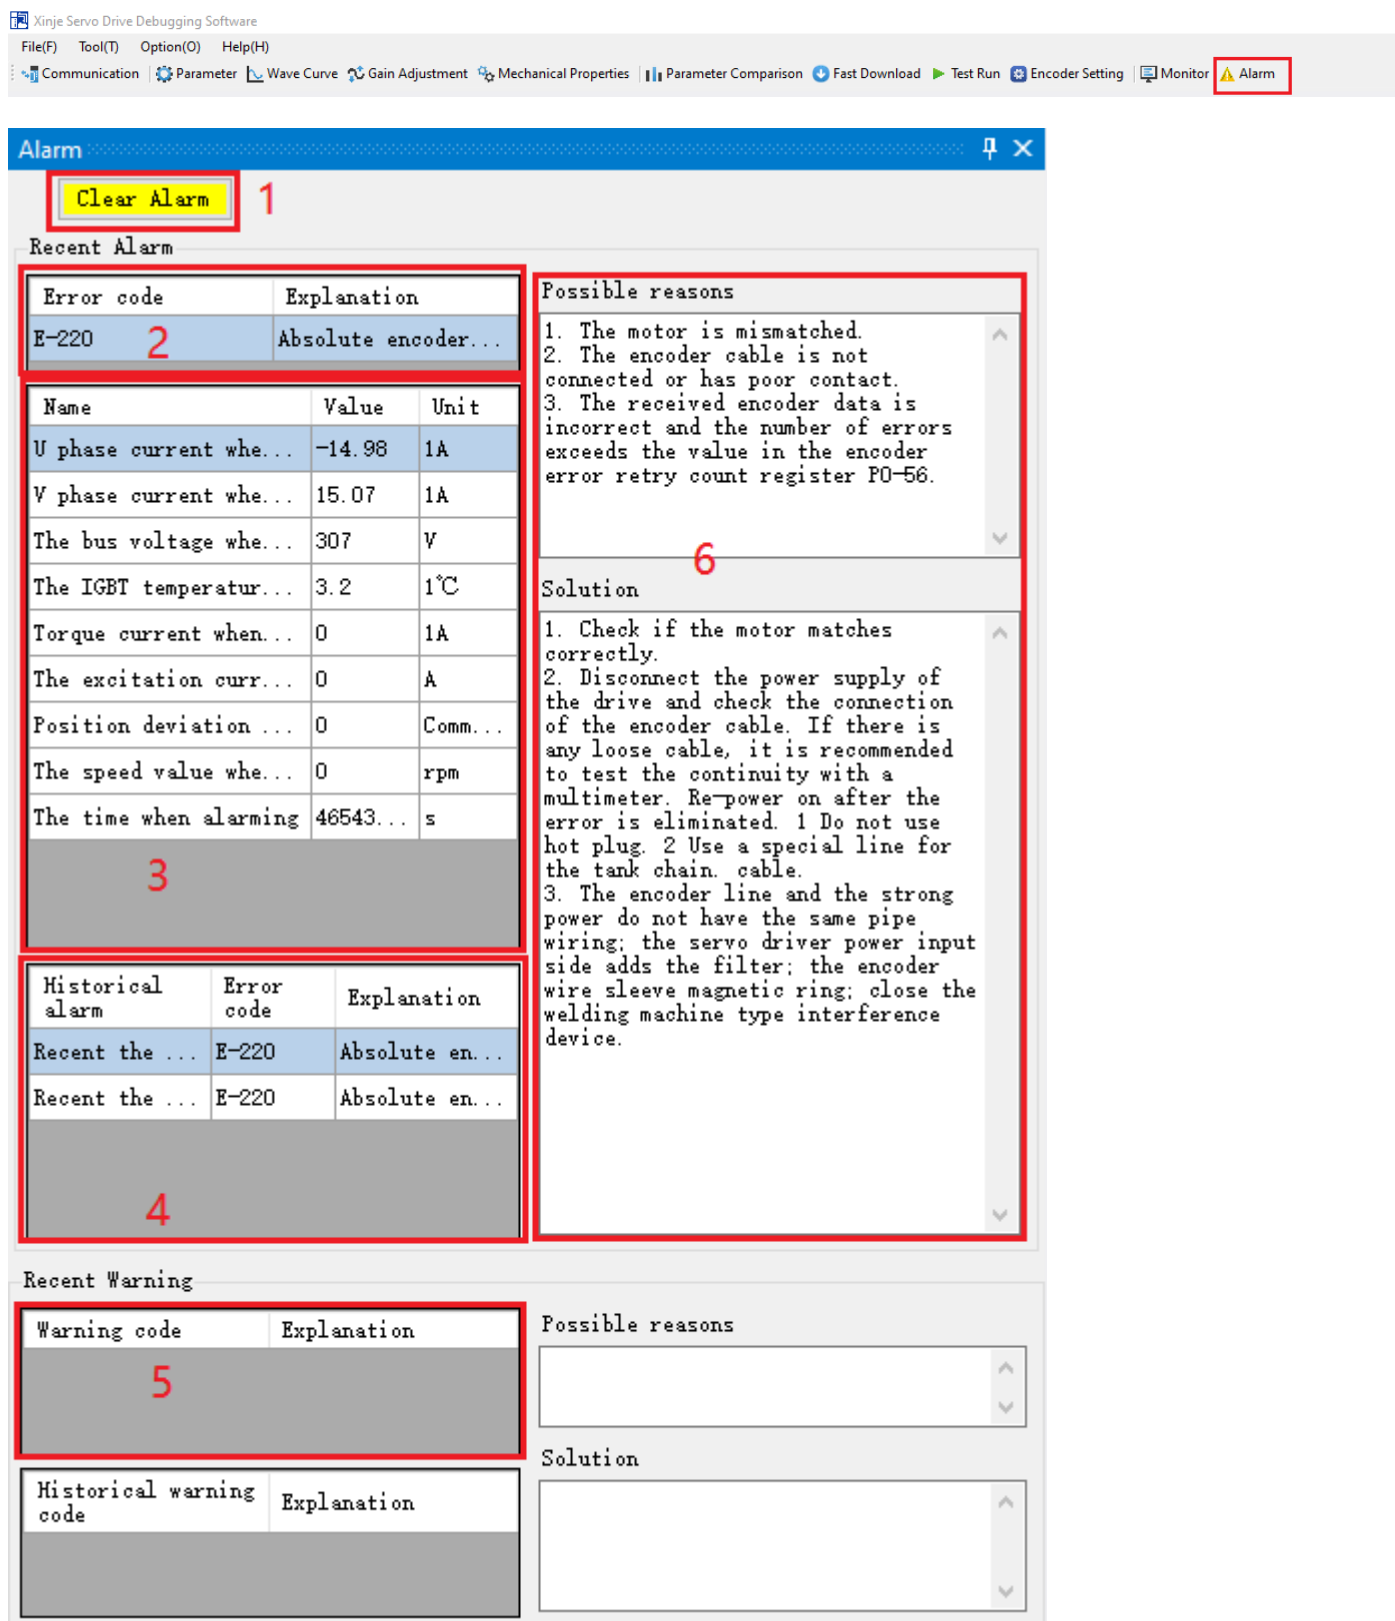 Xinje Servo Drive Debugging Software
File(F) Tool(T) Option(O) Help(H)
Communication Parameter Wave Curve Gain Adjustment Mechanical Properties Parameter Comparison Fast Download Test Run Encoder Setting Monitor Alarm
Alarm
Clear Alarm 1
Recent Alarm
Error code Explanation
E-220 2 Absolute encoder...
Name Value Unit
U phase current whe... -14.98 1A
V phase current whe... 15.07 1A
The bus voltage whe... 307 V
The IGBT temperatur... 3.2 1℃
Torque current when... 0 1A
The excitation curr... 0 A
Position deviation ... 0 Comm...
The speed value whe... 0 rpm
The time when alarming 46543... s
3
Historical alarm Error code Explanation
Recent the ... E-220 Absolute en...
Recent the ... E-220 Absolute en...
4
Possible reasons
1. The motor is mismatched.
2. The encoder cable is not
connected or has poor contact.
3. The received encoder data is
incorrect and the number of errors
exceeds the value in the encoder
error retry count register P0-56.
6
Solution
1. Check if the motor matches
correctly.
2. Disconnect the power supply of
the drive and check the connection
of the encoder cable. If there is
any loose cable, it is recommended
to test the continuity with a
multimeter. Re-power on after the
error is eliminated. 1 Do not use
hot plug. 2 Use a special line for
the tank chain. cable.
3. The encoder line and the strong
power do not have the same pipe
wiring; the servo driver power input
side adds the filter; the encoder
wire sleeve magnetic ring; close the
welding machine type interference
device.
Recent Warning
Warning code Explanation
5
Historical warning code Explanation
Possible reasons
Solution